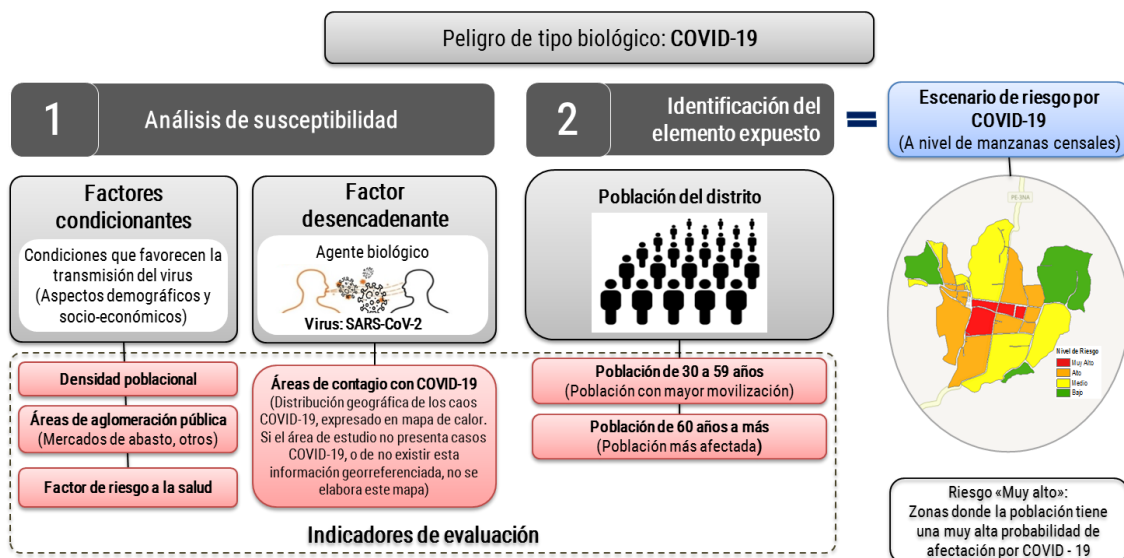 Peligro de tipo biológico: COVID-19
1
Análisis de susceptibilidad
2
Identificación del
elemento expuesto
=
Escenario de riesgo por
COVID-19
(A nivel de manzanas censales)
Factores
condicionantes
Condiciones que favorecen la
transmisión del virus
(Aspectos demográficos y
socio-económicos)
Factor
desencadenante
Agente biológico
Virus: SARS-CoV-2
Población del distrito
PE-3NA
Nivel de Riesgo
Muy Alto
Alto
Medio
Bajo
Densidad poblacional
Áreas de aglomeración pública
(Mercados de abasto, otros)
Factor de riesgo a la salud
Áreas de contagio con COVID-19
(Distribución geográfica de los caos
COVID-19, expresado en mapa de calor.
Si el área de estudio no presenta casos
COVID-19, o de no existir esta
información georreferenciada, no se
elabora este mapa)
Población de 30 a 59 años
(Población con mayor movilización)
Población de 60 años a más
(Población más afectada)
Indicadores de evaluación
Riesgo «Muy alto»:
Zonas donde la población tiene
una muy alta probabilidad de
afectación por COVID - 19